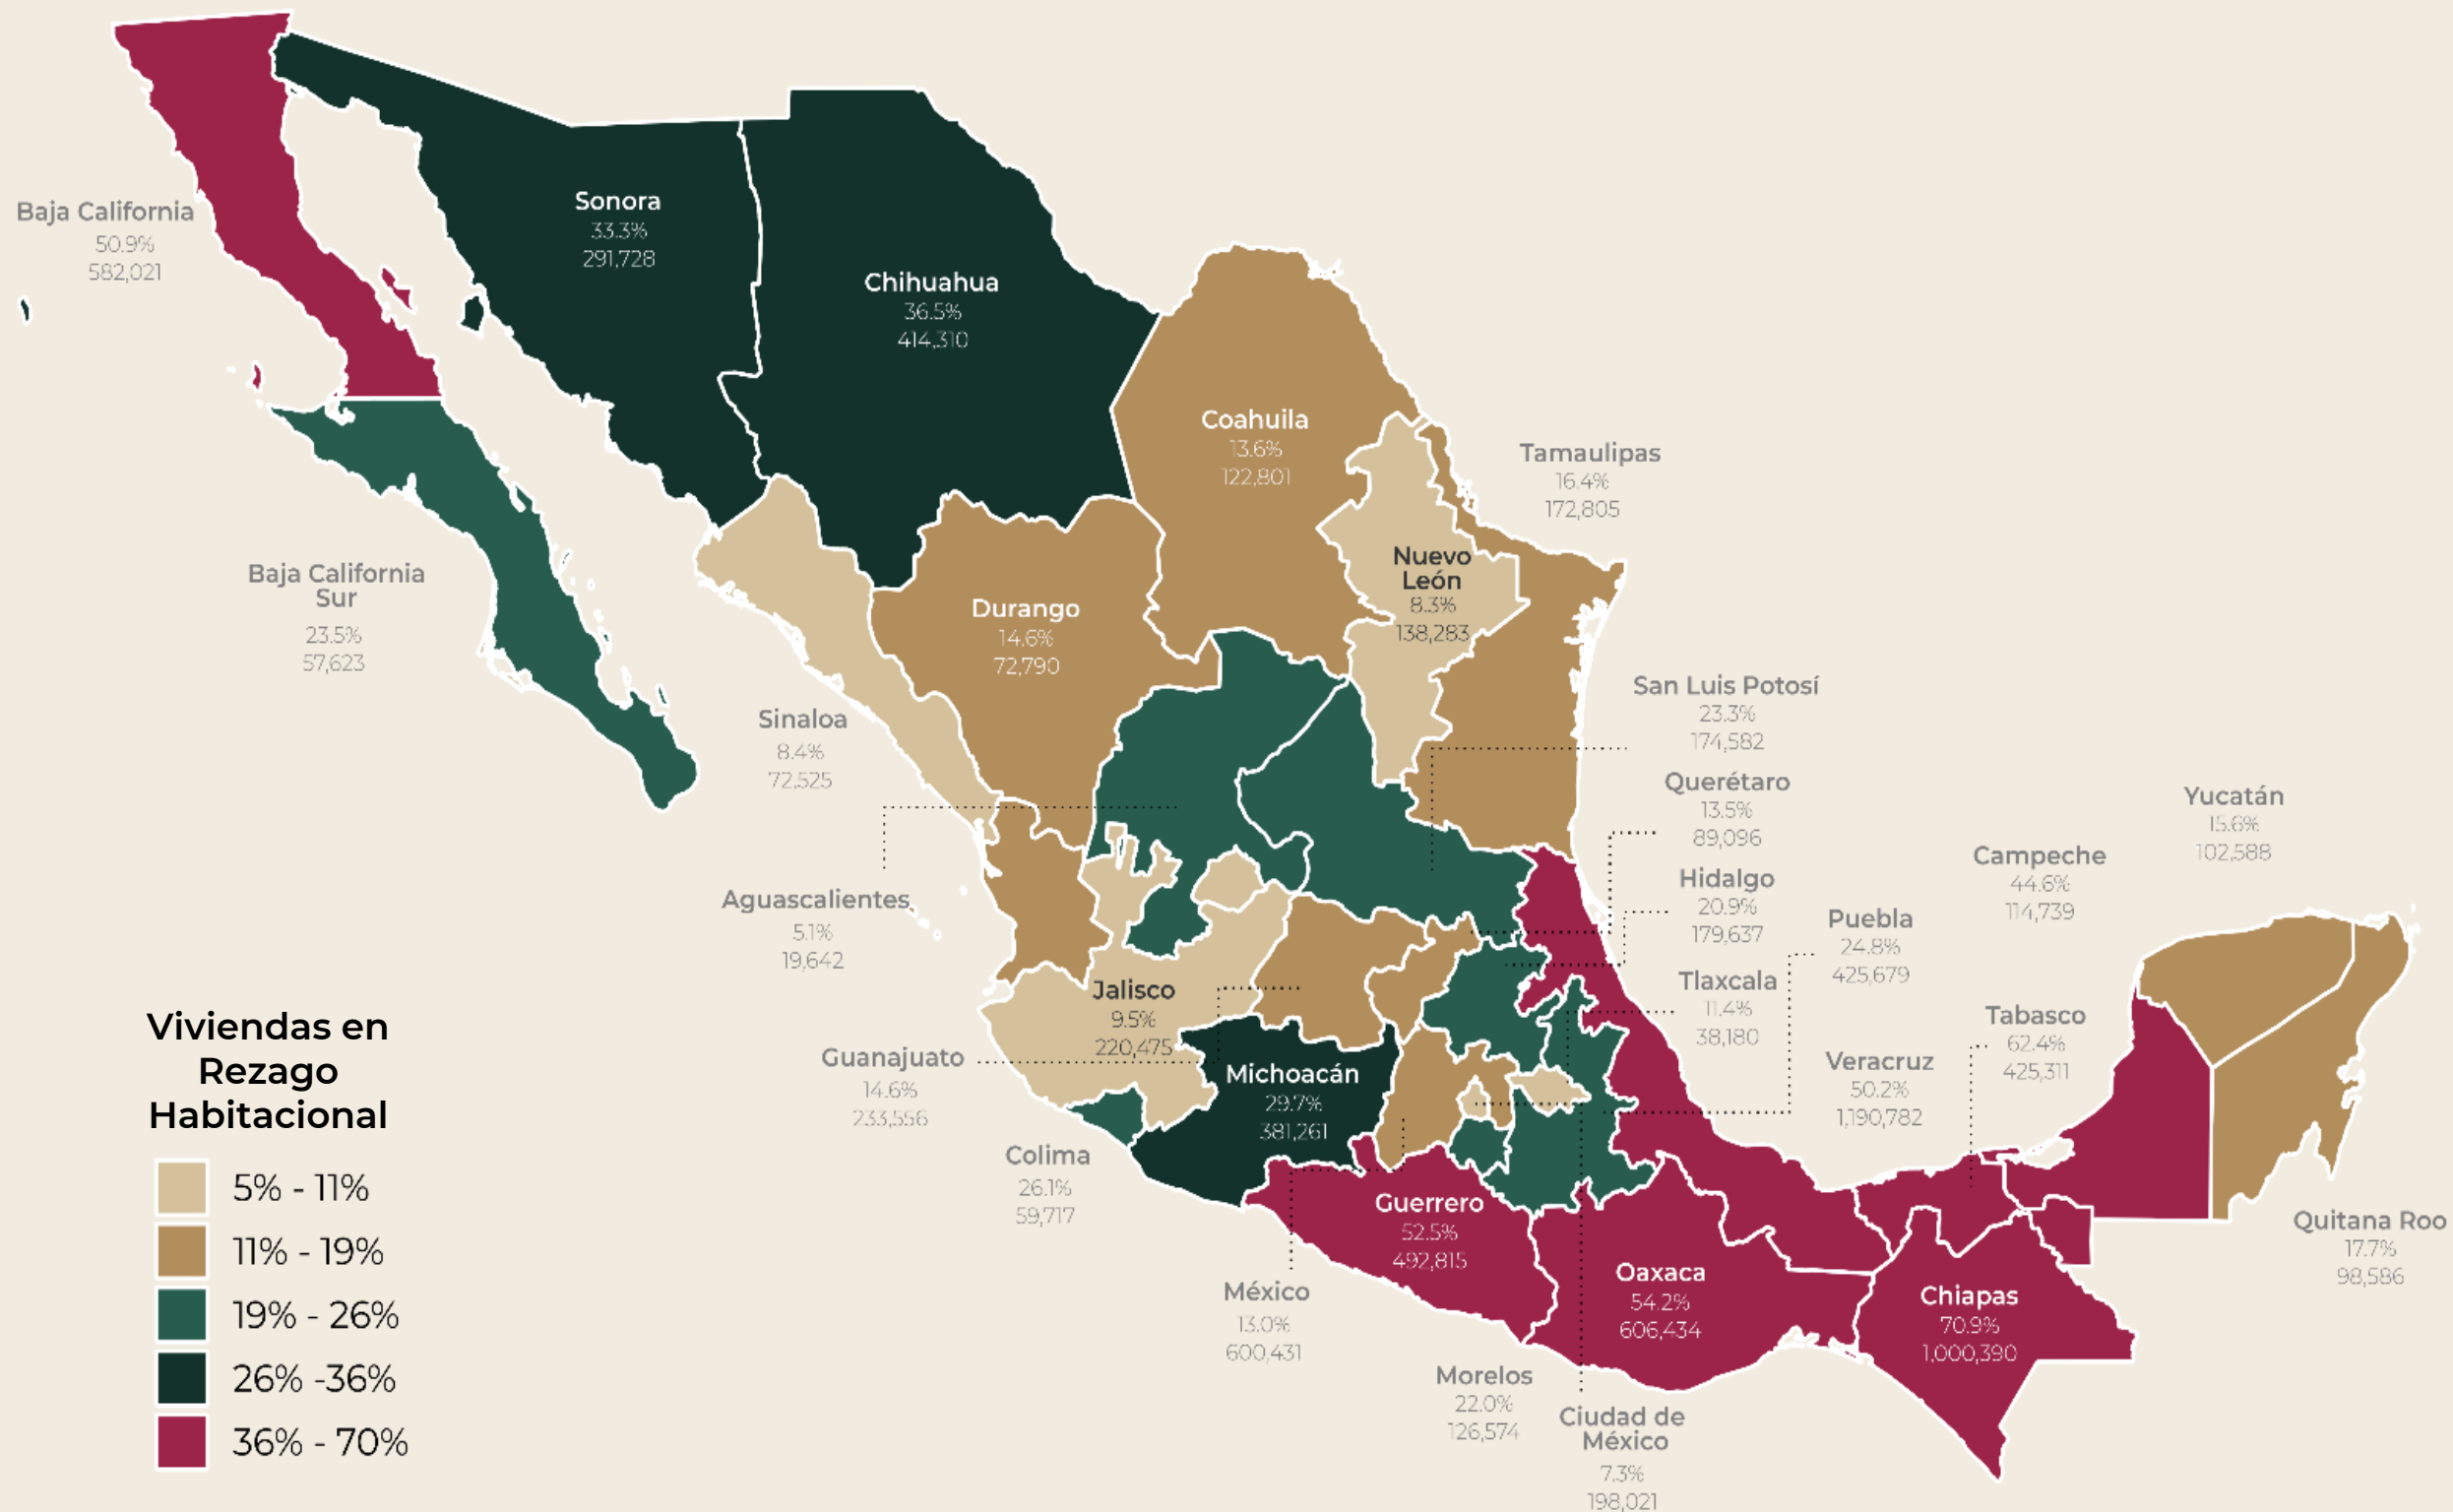 Baja California
50.9%
582,021
Sonora
33.3%
291,728
Chihuahua
36.5%
414,310
Coahuila
13.6%
122,801
Tamaulipas
16.4%
172,805
Nuevo
León
8.3%
138,283
Baja California
Sur
23.5%
57,623
Durango
14.6%
72,790
Sinaloa
8.4%
72,525
San Luis Potosí
23.3%
174,582
Querétaro
13.5%
89,096
Hidalgo
20.9%
179,637
Yucatán
15.6%
102,588
Campeche
44.6%
114,739
Puebla
24.8%
425,679
Aguascalientes
5.1%
19,642
Tlaxcala
11.4%
38,180
Tabasco
62.4%
425,311
Jalisco
9.5%
220,475
Guanajuato
14.6%
233,556
Michoacán
29.7%
381,261
Veracruz
50.2%
1,190,782
Colima
26.1%
59,717
Guerrero
52.5%
492,815
Quitana Roo
17.7%
98,586
México
13.0%
600,431
Oaxaca
54.2%
606,434
Chiapas
70.9%
1,000,390
Morelos
22.0%
126,574
Ciudad de
México
7.3%
198,021
Viviendas en
Rezago
Habitacional
5% - 11%
11% - 19%
19% - 26%
26% -36%
36% - 70%